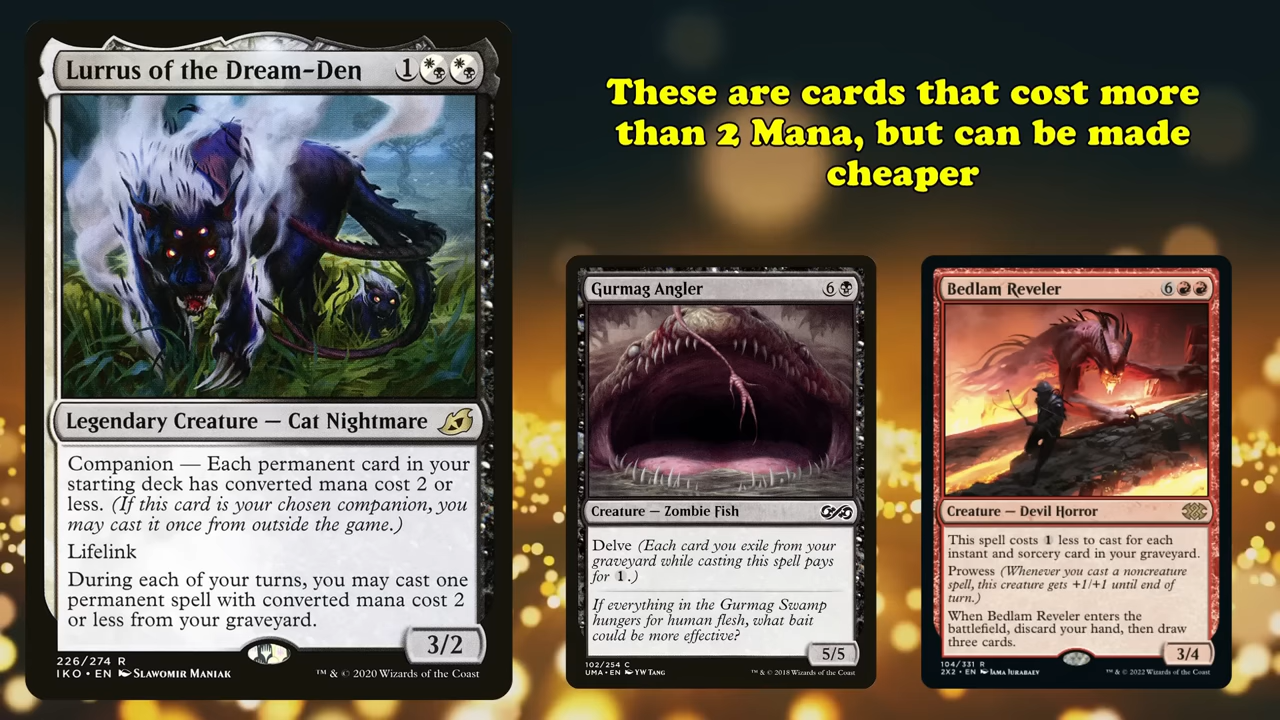 Lurrus of the Dream-Den 1
These are cards that cost more
than 2 Mana, but can be made
cheaper
Legendary Creature — Cat Nightmare
Companion — Each permanent card in your
starting deck has converted mana cost 2 or
less. (If this card is your chosen companion, you
may cast it once from outside the game.)
Lifelink
During each of your turns, you may cast one
permanent spell with converted mana cost 2
or less from your graveyard.
3/2
226/274 R
IKO • EN Slawomir Maniak
™ & © 2020 Wizards of the Coast
Gurmag Angler 6
Creature — Zombie Fish
Delve (Each card you exile from your
graveyard while casting this spell pays
for 1.)
If everything in the Gurmag Swamp
hungers for human flesh, what bait
could be more effective?
5/5
102/254 C
UMA • EN YW Tang
™ & © 2018 Wizards of the Coast
Bedlam Reveler 6
Creature — Devil Horror
This spell costs 1 less to cast for each
instant and sorcery card in your graveyard.
Prowess (Whenever you cast a noncreature
spell, this creature gets +1/+1 until end of
turn.)
When Bedlam Reveler enters the
battlefield, discard your hand, then draw
three cards.
3/4
104/331 R
2X2 • EN Iama Jurabaev
™ & © 2022 Wizards of the Coast